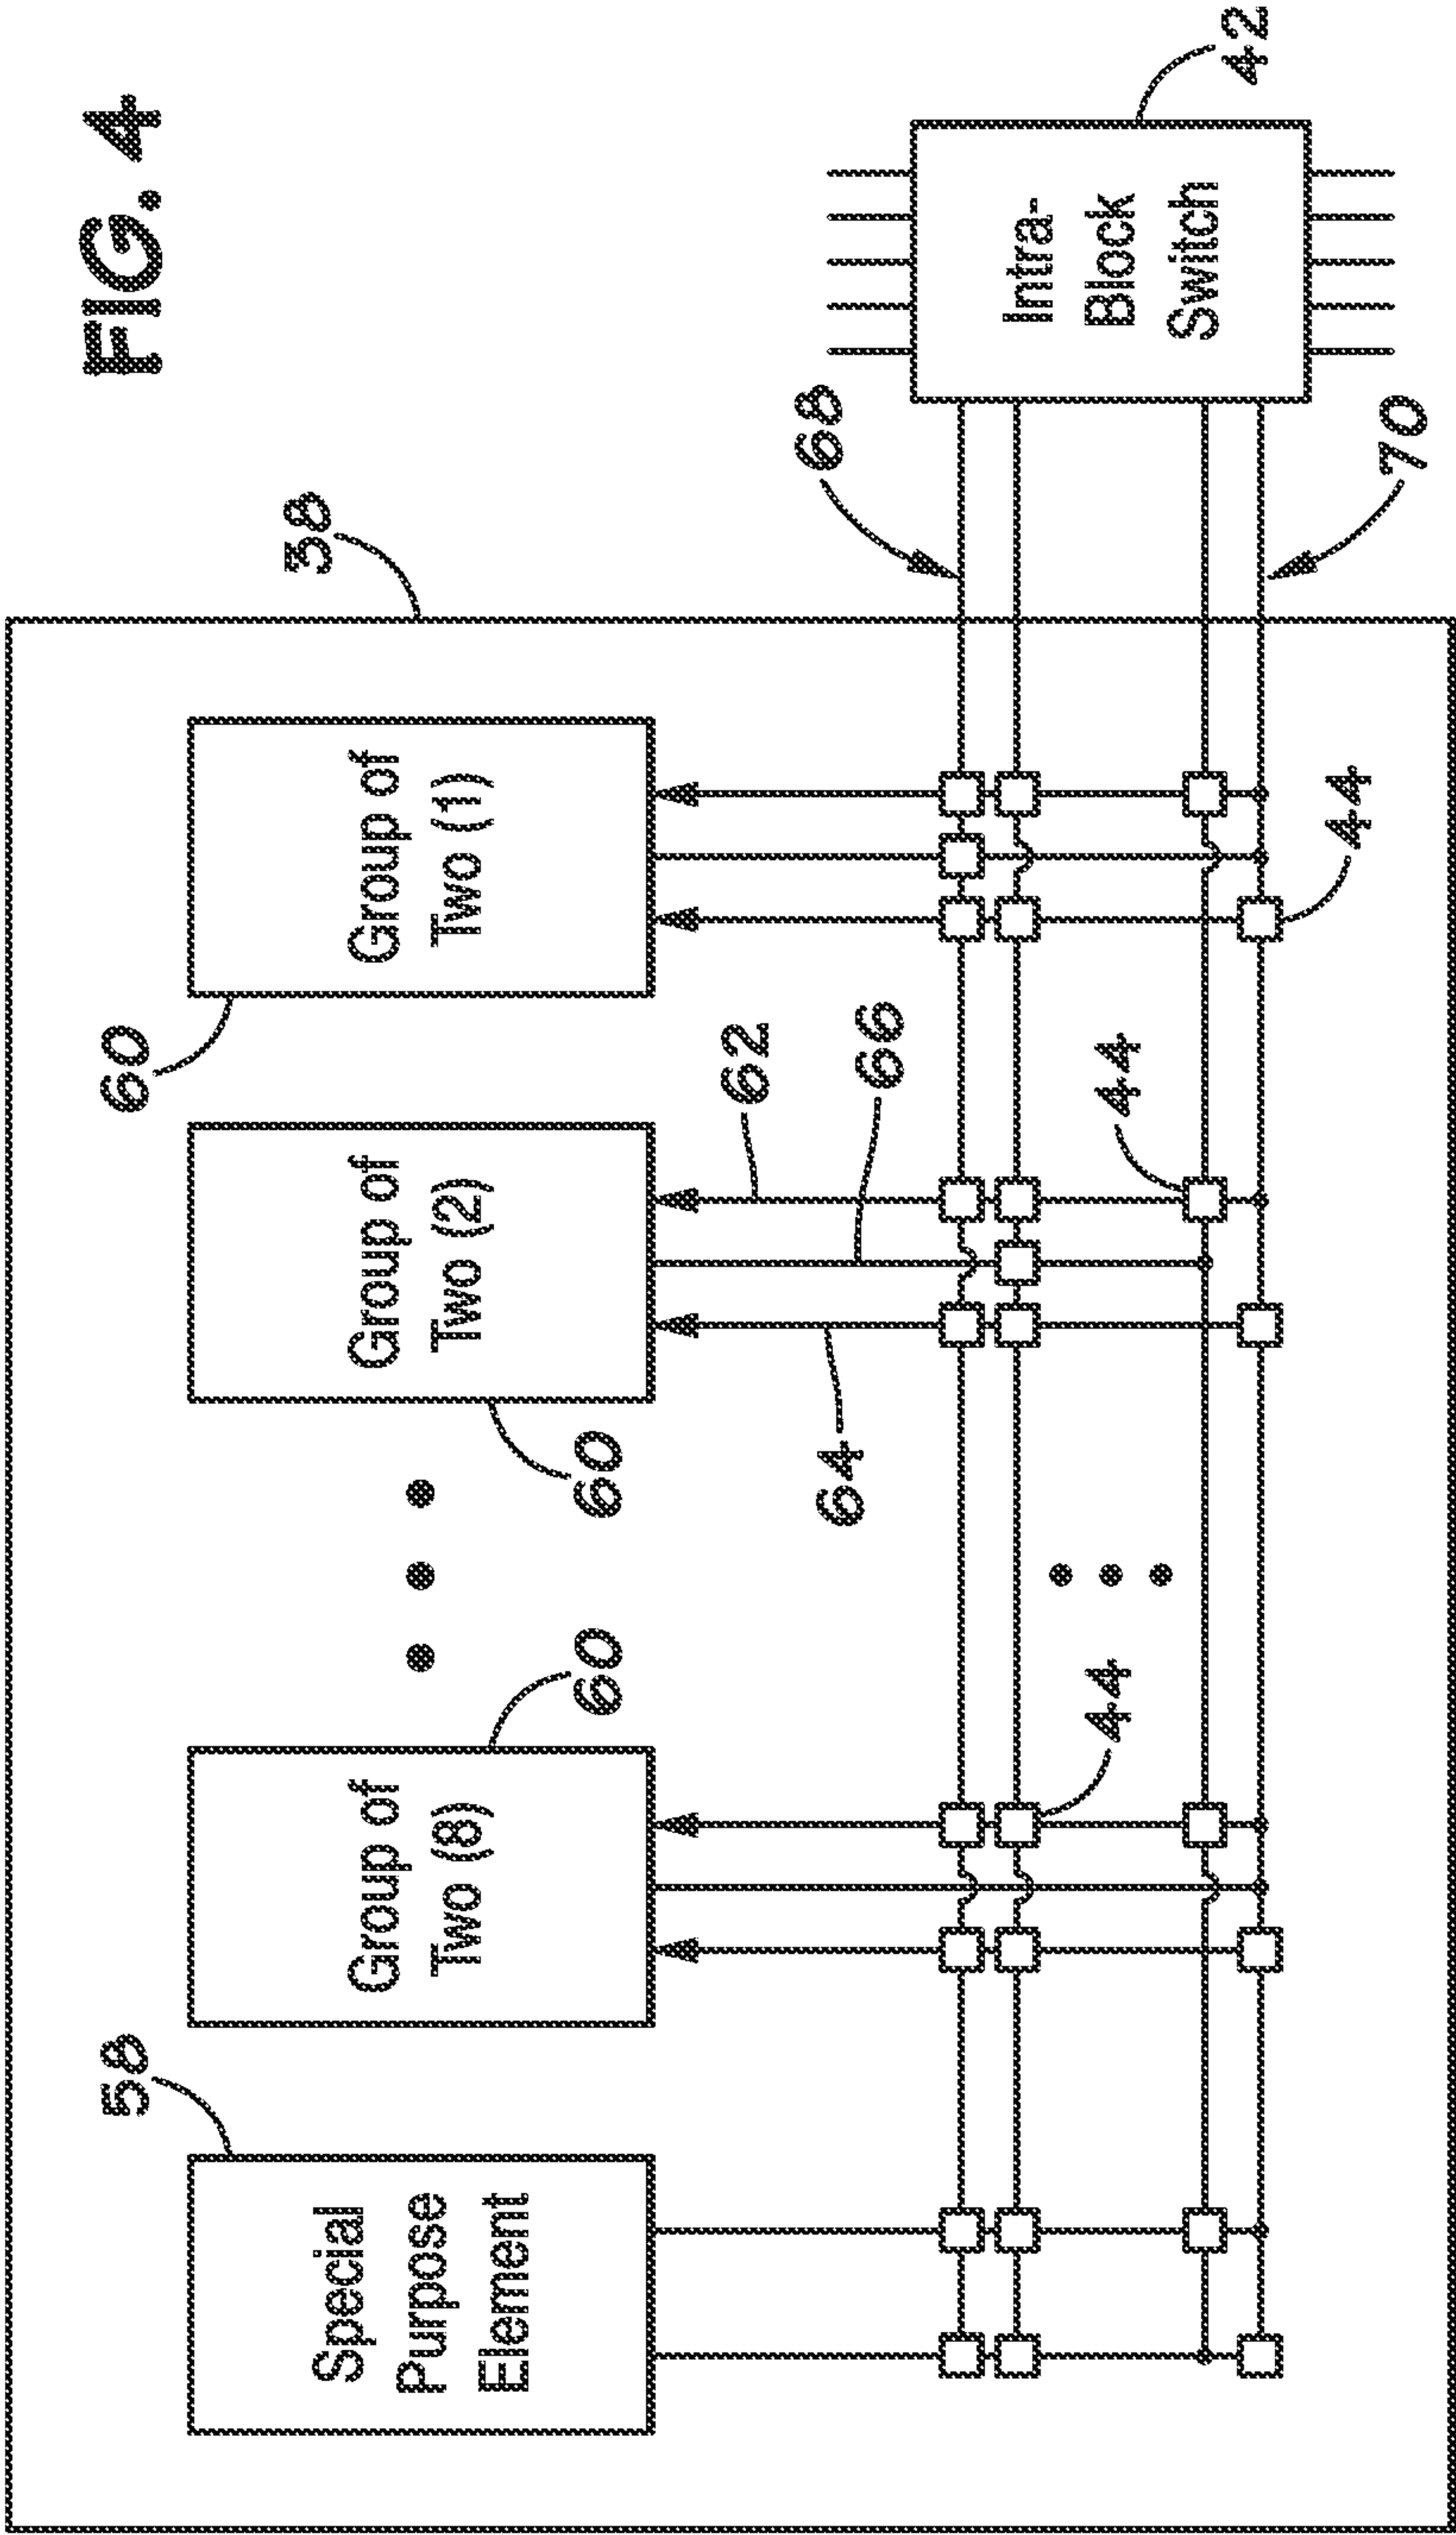 FIG. 4
38
60
Group of
Two (1)
60
Group of
Two (2)
60
Group of
Two (8)
58
Special
Purpose
Element
62
66
64
68
44
44
44
70
Intra-
Block
Switch
42